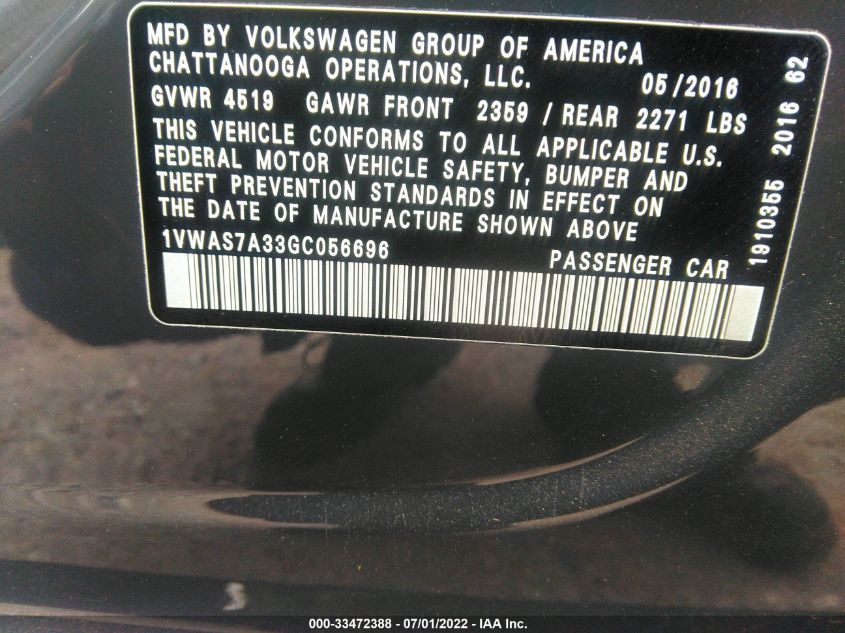 MFD BY VOLKSWAGEN GROUP OF AMERICA
CHATTANOOGA OPERATIONS, LLC. 05/2016
GVWR 4519 GAWR FRONT 2359 / REAR 2271 LBS
THIS VEHICLE CONFORMS TO ALL APPLICABLE U.S.
FEDERAL MOTOR VEHICLE SAFETY, BUMPER AND
THEFT PREVENTION STANDARDS IN EFFECT ON
THE DATE OF MANUFACTURE SHOWN ABOVE
1VWAS7A33GC056696 PASSENGER CAR
1910355 2016 62
000-33472388 - 07/01/2022 - IAA Inc.